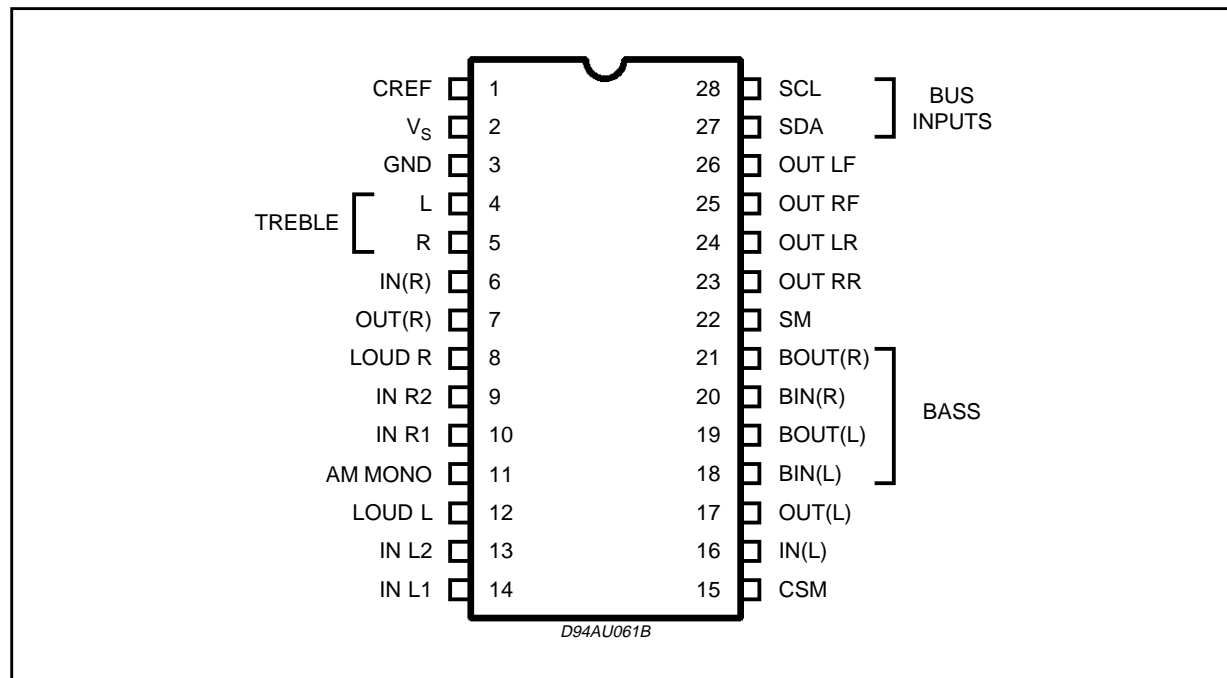 CREF 1 28 SCL
V_S 2 27 SDA
BUS INPUTS
GND 3 26 OUT LF
TREBLE
L 4 25 OUT RF
R 5 24 OUT LR
IN(R) 6 23 OUT RR
OUT(R) 7 22 SM
LOUD R 8 21 BOUT(R)
IN R2 9 20 BIN(R)
BASS
IN R1 10 19 BOUT(L)
AM MONO 11 18 BIN(L)
LOUD L 12 17 OUT(L)
IN L2 13 16 IN(L)
IN L1 14 15 CSM
D94AU061B